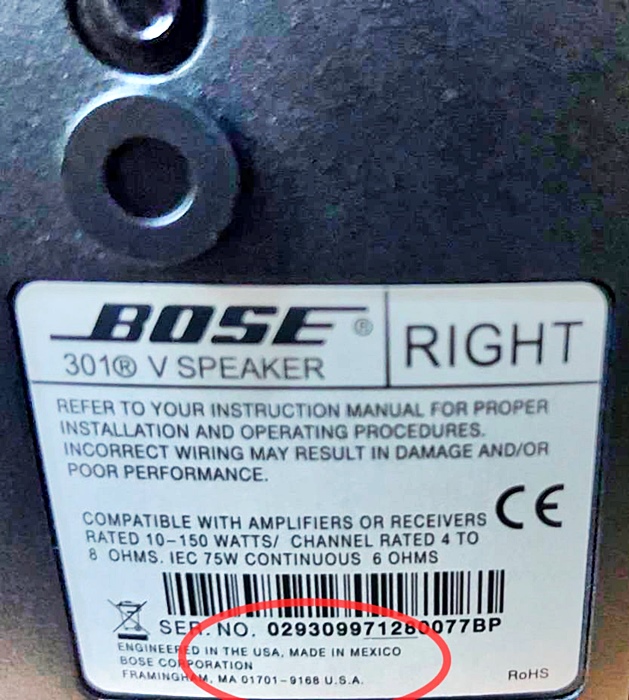 BOSE®
RIGHT
301® V SPEAKER
REFER TO YOUR INSTRUCTION MANUAL FOR PROPER
INSTALLATION AND OPERATING PROCEDURES.
INCORRECT WIRING MAY RESULT IN DAMAGE AND/OR
POOR PERFORMANCE.
CE
COMPATIBLE WITH AMPLIFIERS OR RECEIVERS
RATED 10-150 WATTS/ CHANNEL RATED 4 TO
8 OHMS. IEC 75W CONTINUOUS 6 OHMS
SER. NO. 029309971280077BP
ENGINEERED IN THE USA, MADE IN MEXICO
BOSE CORPORATION
FRAMINGHAM, MA 01701-9168 U.S.A.
RoHS